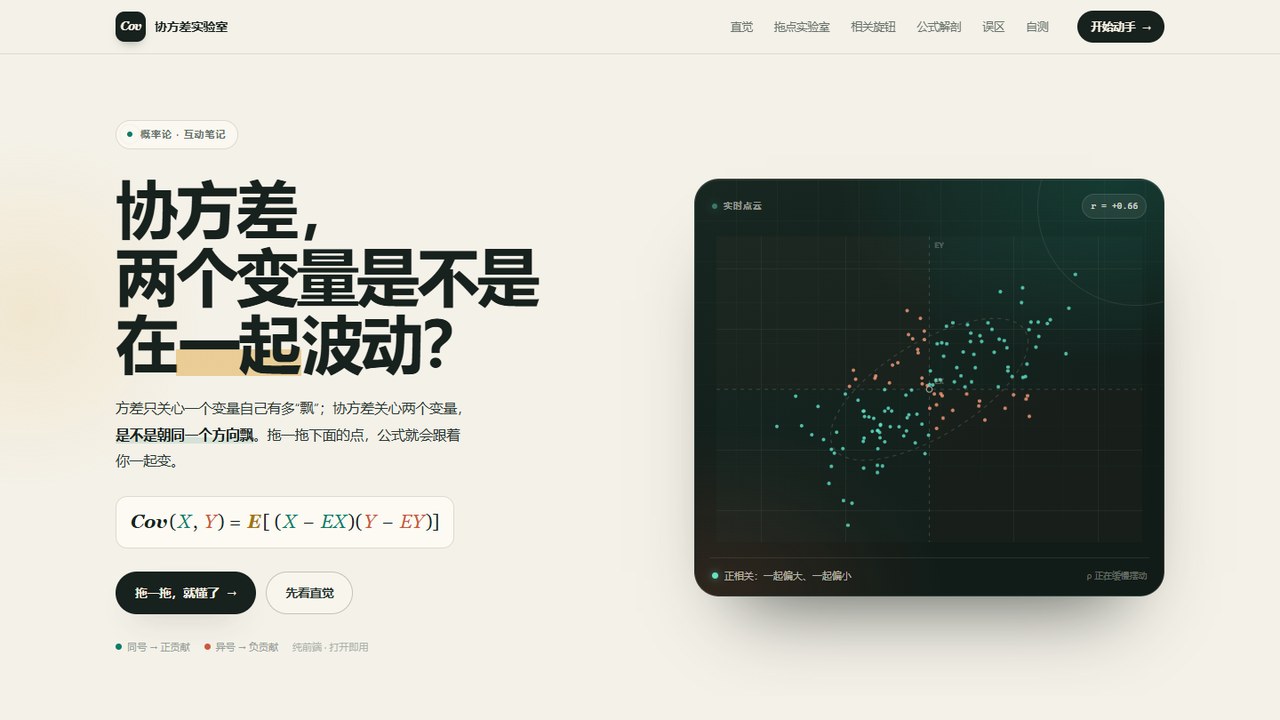 Cov 协方差实验室
直觉 拖点实验室 相关旋钮 公式解剖 误区 自测 开始动手 →
概率论 · 互动笔记
协方差，
两个变量是不是
在一起波动？
方差只关心一个变量自己有多“飘”；协方差关心两个变量，
是不是朝同一个方向飘。拖一拖下面的点，公式就会跟着
你一起变。
Cov(X, Y) = E[ (X − EX)(Y − EY)]
拖一拖，就懂了 → 先看直觉
同号 → 正贡献 异号 → 负贡献 纯前端 · 打开即用
实时点云
r = +0.66
EY
正相关：一起偏大、一起偏小
ρ 正在缓慢摆动